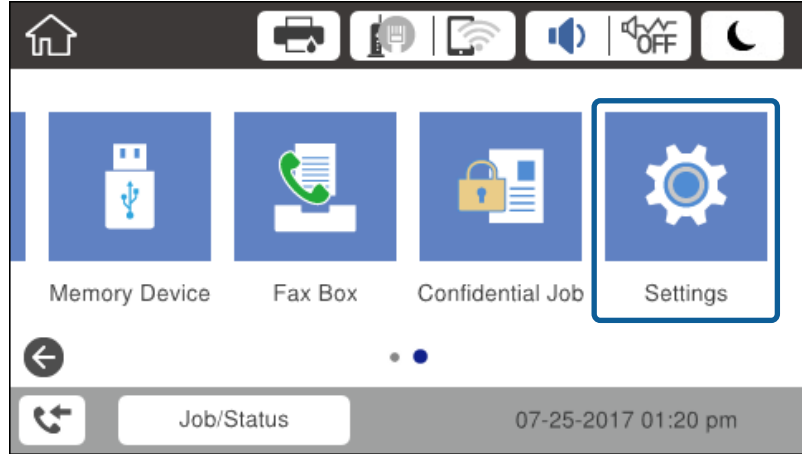 OFF
Memory Device
Fax Box
Confidential Job
Settings
Job/Status
07-25-2017 01:20 pm